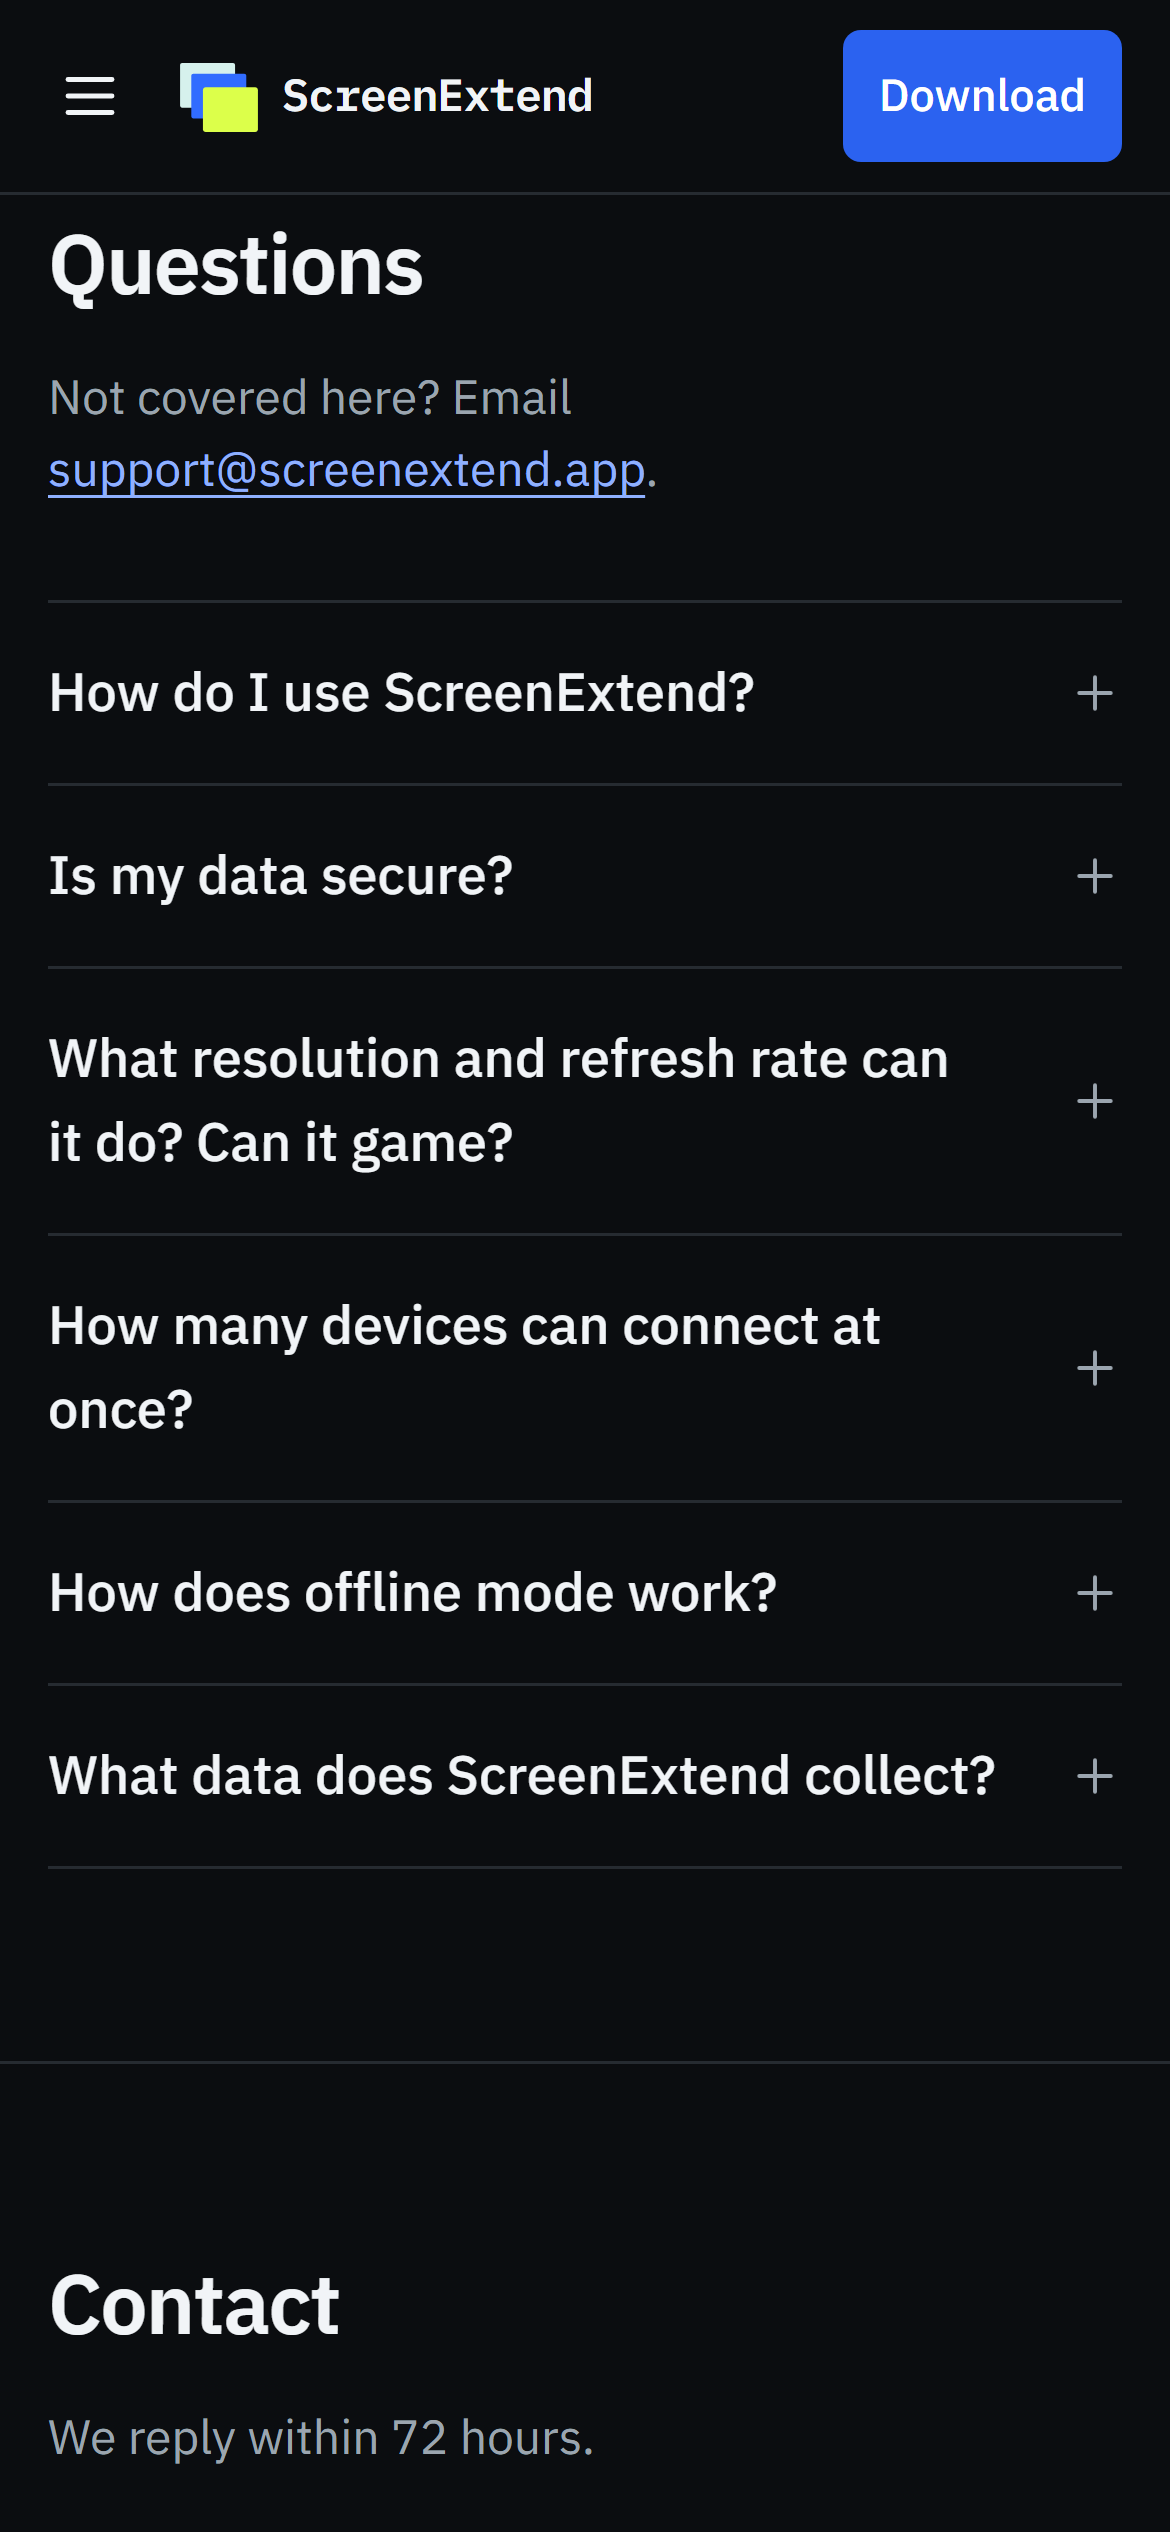 ScreenExtend
Download
Questions
Not covered here? Email
support@screenextend.app.
How do I use ScreenExtend?
Is my data secure?
What resolution and refresh rate can
it do? Can it game?
How many devices can connect at
once?
How does offline mode work?
What data does ScreenExtend collect?
Contact
We reply within 72 hours.